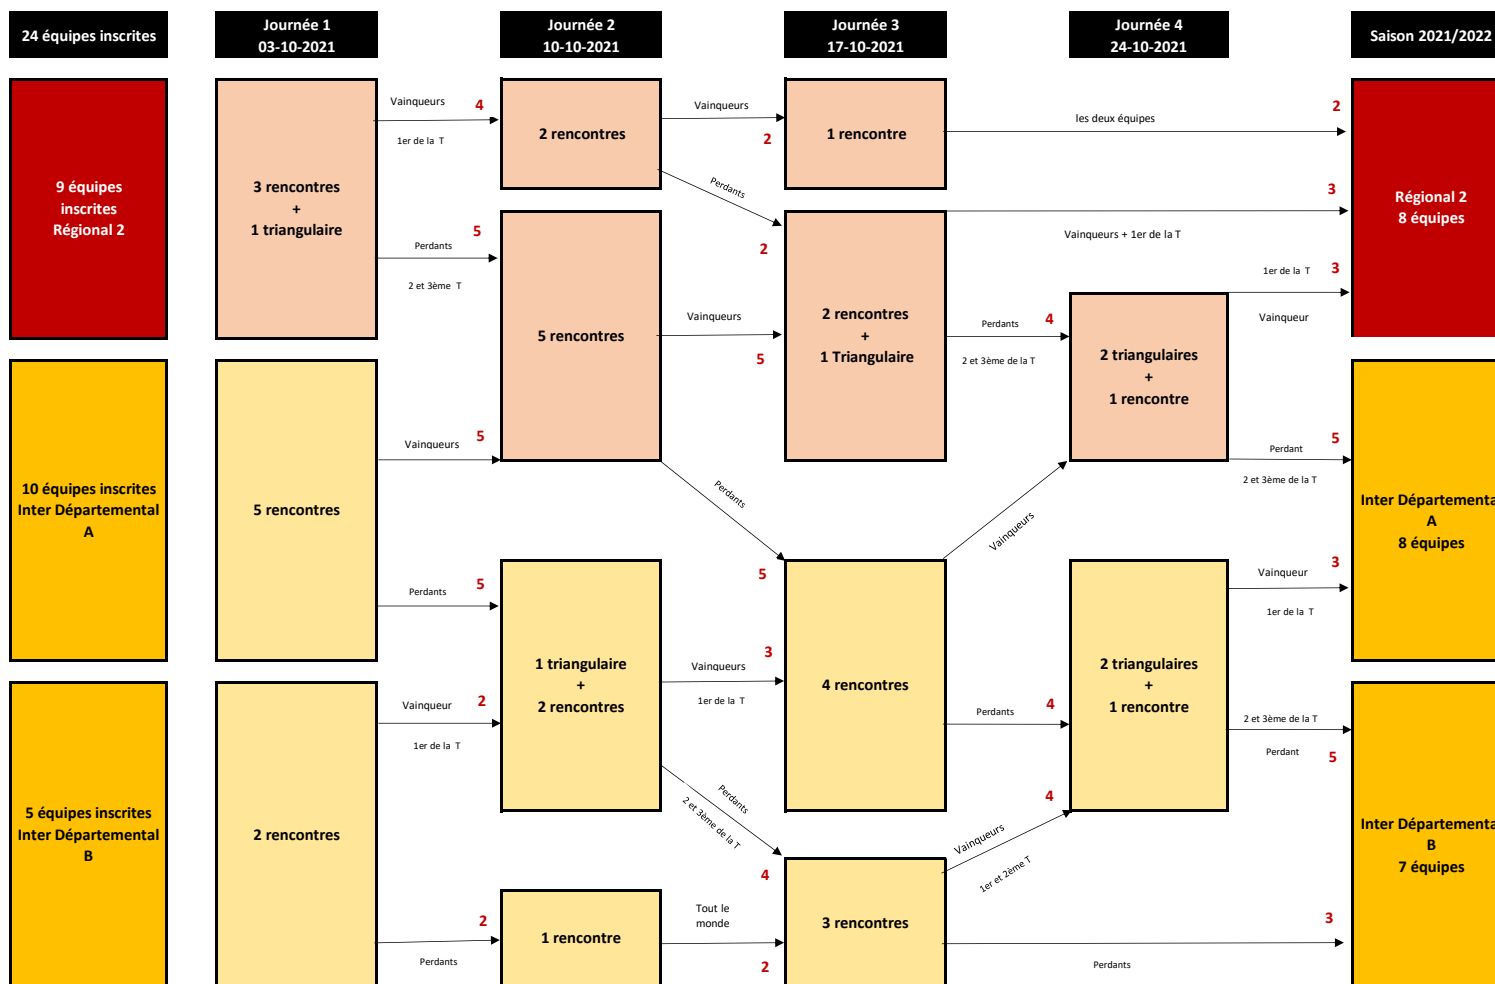 24 équipes inscrites
Journée 1
03-10-2021
Journée 2
10-10-2021
Journée 3
17-10-2021
Journée 4
24-10-2021
Saison 2021/2022
9 équipes
inscrites
Régional 2
3 rencontres
+
1 triangulaire
Vainqueurs
4
1er de la T
Perdants
5
2 et 3ème T
2 rencontres
Vainqueurs
2
Perdants
2
1 rencontre
les deux équipes
2
5 rencontres
Vainqueurs
5
2 rencontres
+
1 Triangulaire
3
Vainqueurs + 1er de la T
Perdants
4
2 et 3ème de la T
2 triangulaires
+
1 rencontre
1er de la T
3
Vainqueur
Régional 2
8 équipes
10 équipes inscrites
Inter Départemental
A
5 rencontres
Vainqueurs
5
Perdants
5
Perdants
5
Vainqueurs
Perdant
5
2 et 3ème de la T
Inter Départementa
A
8 équipes
1 triangulaire
+
2 rencontres
Vainqueurs
3
1er de la T
4 rencontres
Perdants
4
2 triangulaires
+
1 rencontre
Vainqueur
3
1er de la T
5 équipes inscrites
Inter Départemental
B
2 rencontres
Vainqueur
2
1er de la T
Perdants
2 et 3ème de la T
4
Vainqueurs
4
1er et 2ème T
2 et 3ème de la T
Perdant
5
Inter Départementa
B
7 équipes
2
Perdants
1 rencontre
Tout le
monde
2
3 rencontres
3
Perdants